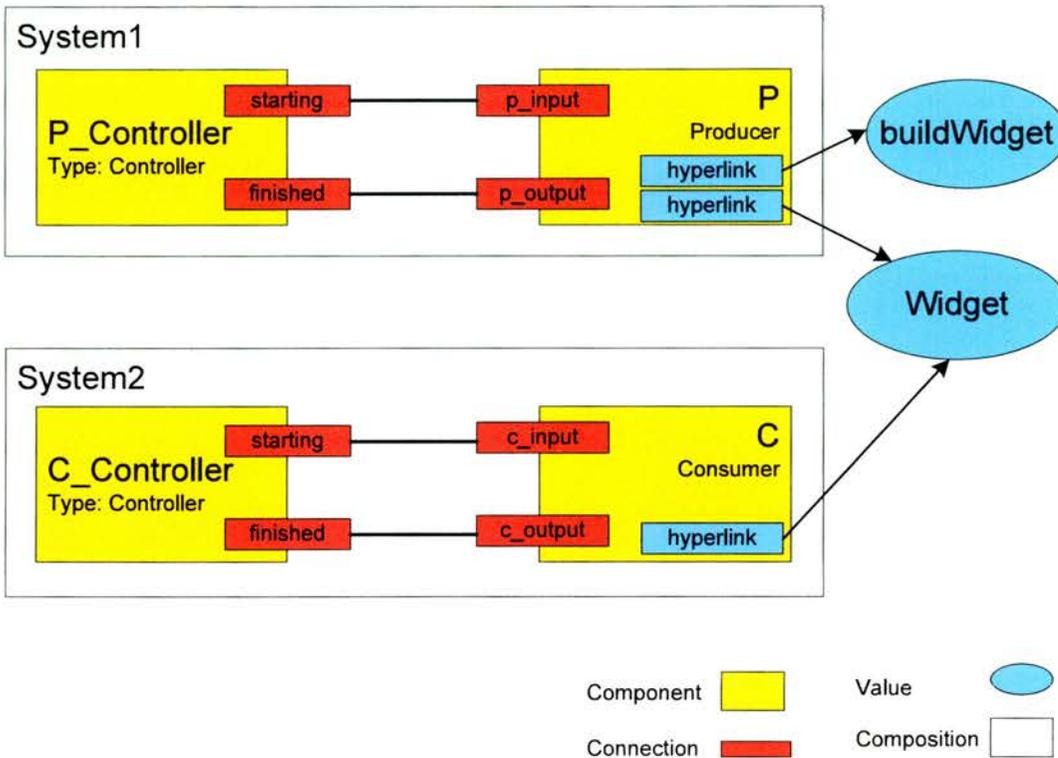 System1
P_Controller
Type: Controller
starting
finished
p_input
p_output
P
Producer
hyperlink
hyperlink
buildWidget
Widget
System2
C_Controller
Type: Controller
starting
finished
c_input
c_output
C
Consumer
hyperlink
Component
Value
Connection
Composition